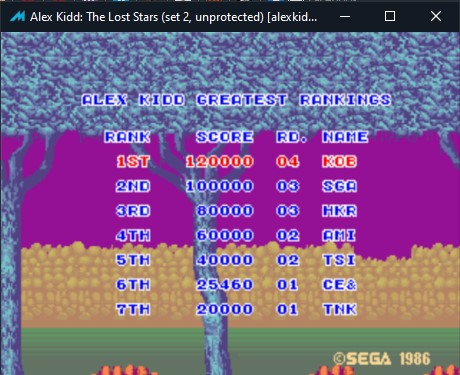 Alex Kidd: The Lost Stars (set 2, unprotected) [alexkid...
ALEX KIDD GREATEST RANKINGS
RANK SCORE RD. NAME
1ST 120000 04 KOB
2ND 100000 03 SGA
3RD 80000 03 HKR
4TH 60000 02 AMI
5TH 40000 02 TSI
6TH 25460 01 CE&
7TH 20000 01 TNK
©SEGA 1986